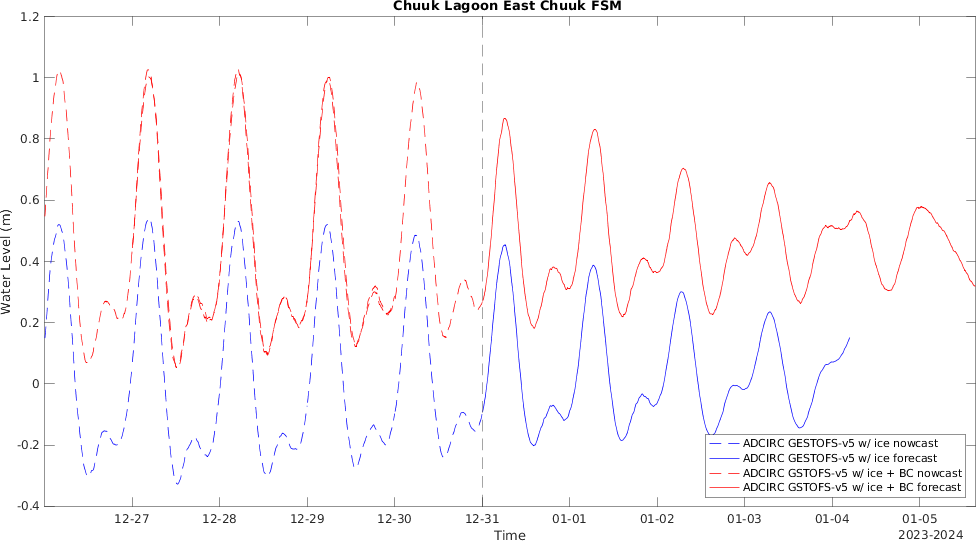 Chuuk Lagoon East Chuuk FSM
1.2
1
0.8
0.6
0.4
0.2
0
-0.2
-0.4
Water Level (m)
12-27
12-28
12-29
12-30
12-31
01-01
01-02
01-03
01-04
01-05
Time
2023-2024
ADCIRC GESTOFS-v5 w/ ice nowcast
ADCIRC GESTOFS-v5 w/ ice forecast
ADCIRC GSTOFS-v5 w/ ice + BC nowcast
ADCIRC GSTOFS-v5 w/ ice + BC forecast